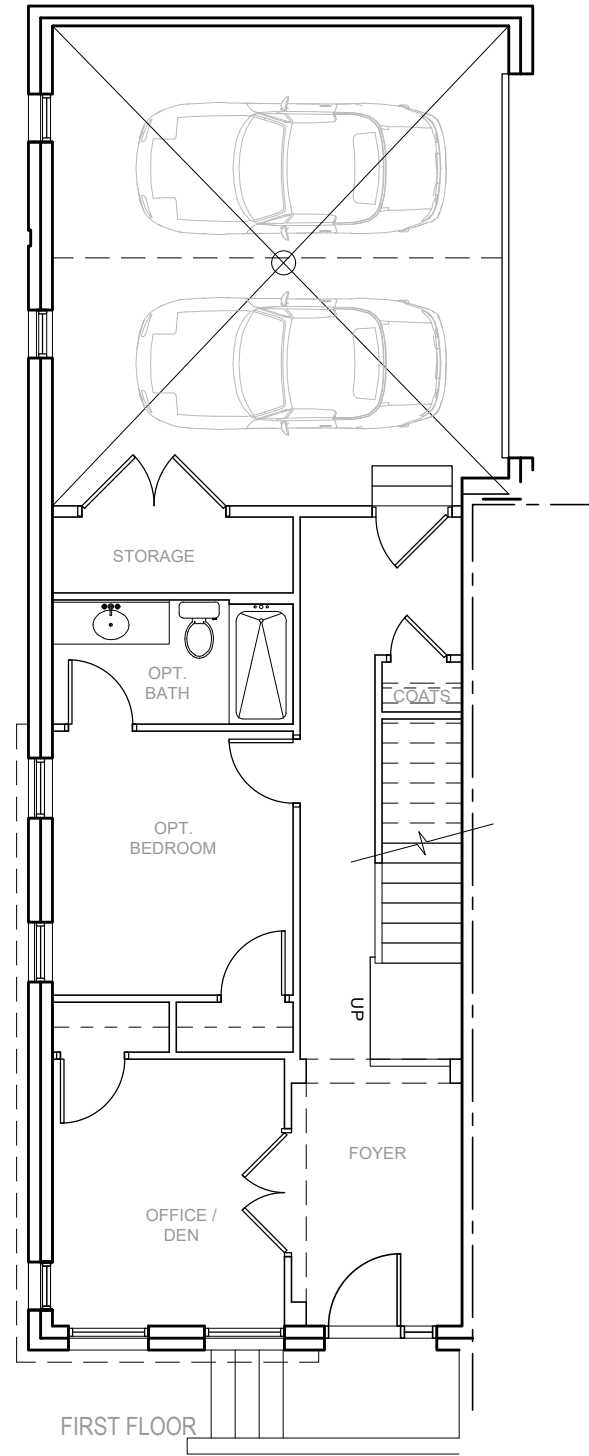 STORAGE
OPT.
BATH
COATS
OPT.
BEDROOM
UP
FOYER
OFFICE /
DEN
FIRST FLOOR